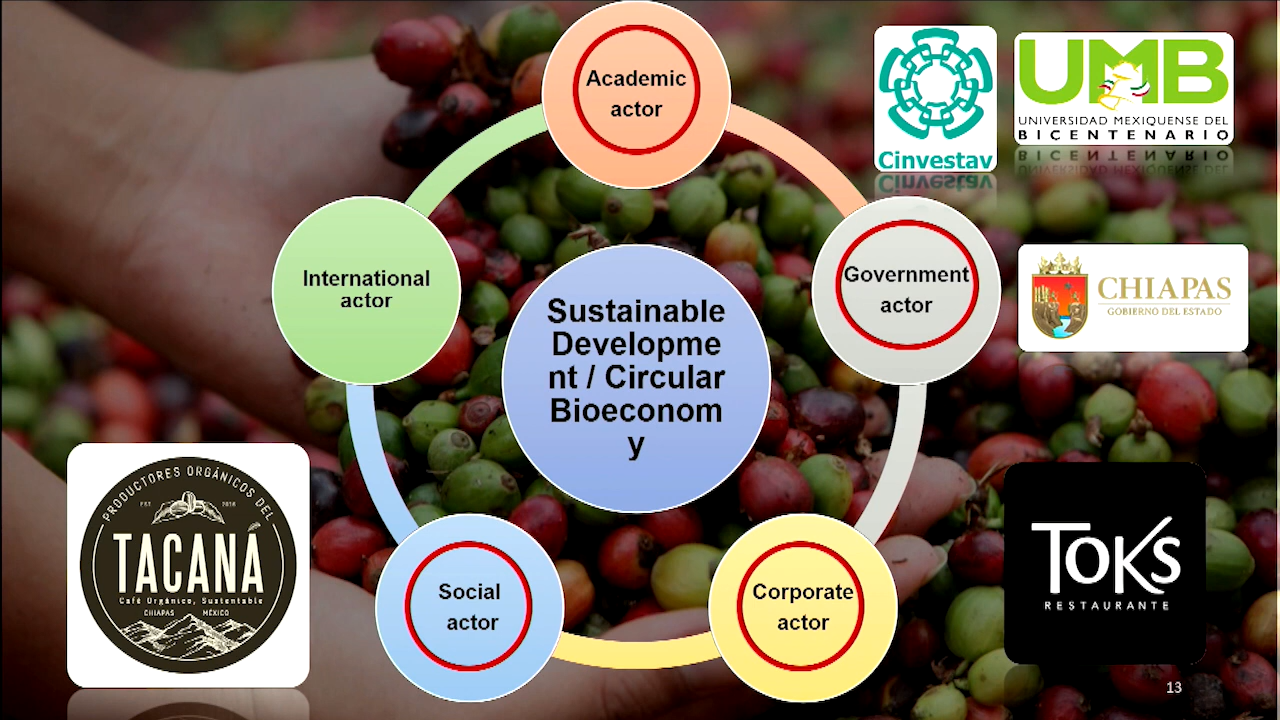 Academic
actor
Cinvestav
UMB
UNIVERSIDAD MEXIQUENSE DEL
BICENTENARIO
International
actor
Government
actor
CHIAPAS
GOBIERNO DEL ESTADO
Sustainable
Developme
nt / Circular
Bioeconom
y
PRODUCTORES ORGÁNICOS DEL
EST. 2016
TACANÁ
Café Orgánico, Sustentable
CHIAPAS MÉXICO
Social
actor
Corporate
actor
TOKS
RESTAURANTE
13